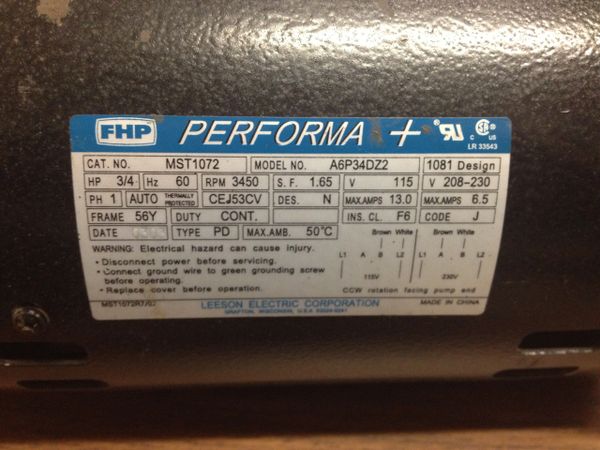 FHP PERFORMA + C US
LR 33543
CAT. NO. MST1072 MODEL NO. A6P34DZ2 1081 Design
HP 3/4 Hz 60 RPM 3450 S.F. 1.65 V 115 V 208-230
PH 1 AUTO THERMALLY PROTECTED CEJ53CV DES. N MAX.AMPS 13.0 MAX.AMPS. 6.5
FRAME 56Y DUTY CONT. INS. CL. F6 CODE J
DATE TYPE PD MAX.AMB. 50°C
Brown White Brown White
WARNING: Electrical hazard can cause injury.
• Disconnect power before servicing.
L1 A B L2 L1 A B L2
• Connect ground wire to green grounding screw
before operating.
115V 230V
• Replace cover before operation.
CCW rotation facing pump end
MST1072R7/02 LEESON ELECTRIC CORPORATION MADE IN CHINA
GRAFTON, WISCONSIN, U.S.A.